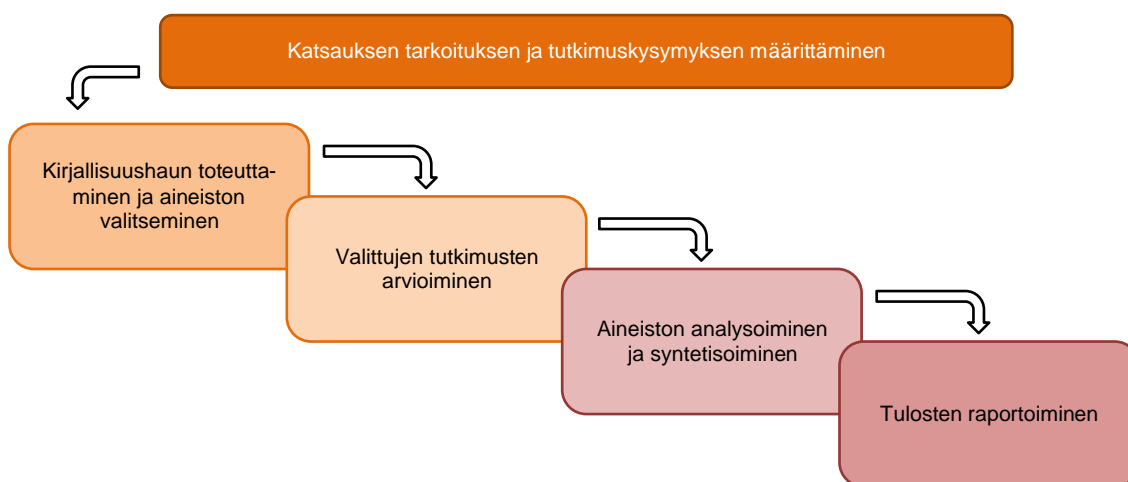 Katsauksen tarkoituksen ja tutkimuskysymyksen määrittäminen
Kirjallisuushaun toteutta-
minen ja aineiston
valitseminen
Valittujen tutkimusten
arvioiminen
Aineiston analysoiminen
ja syntetisoiminen
Tulosten raportoiminen